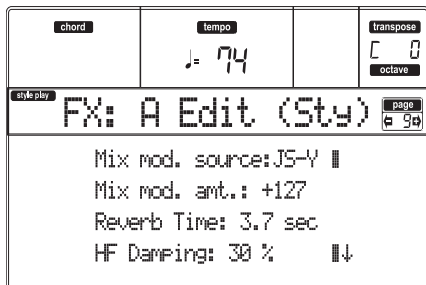 chord tempo transpose
♩= 74 C 0
octave
style play FX: A Edit (Sty) page
9
Mix mod. source:JS-Y
Mix mod. amt.: +127
Reverb Time: 3.7 sec
HF Damping: 30 % ↓